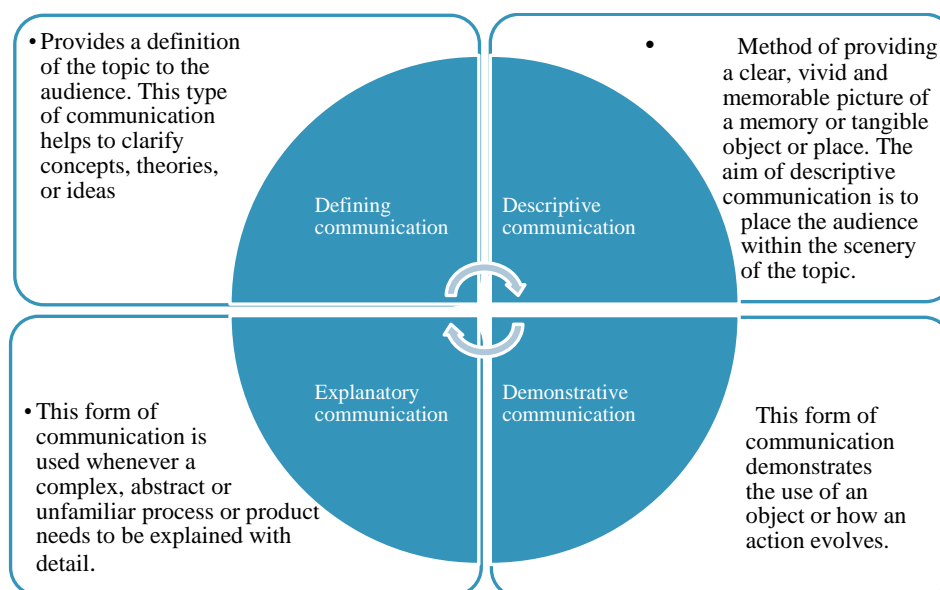 • Provides a definition
of the topic to the
audience. This type
of communication
helps to clarify
concepts, theories,
or ideas
Defining
communication
• Method of providing
a clear, vivid and
memorable picture of
a memory or tangible
object or place. The
aim of descriptive
communication is to
place the audience
within the scenery
of the topic.
Descriptive
communication
• This form of
communication is
used whenever a
complex, abstract or
unfamiliar process or product
needs to be explained with
detail.
Explanatory
communication
Demonstrative
communication
This form of
communication
demonstrates
the use of an
object or how an
action evolves.